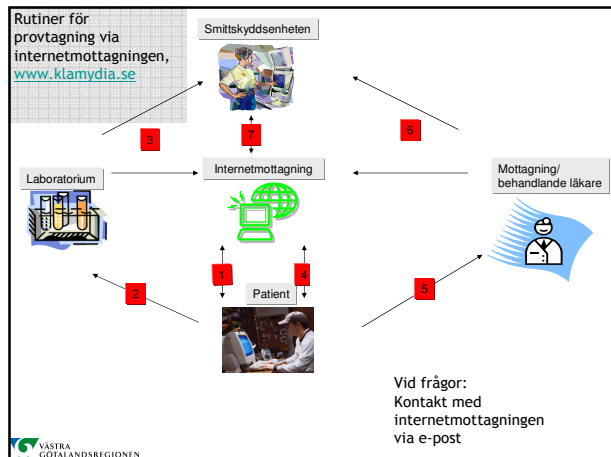 Rutiner för
provtagning via
internetmottagningen,
www.klamydia.se
Smittskyddsenheten
3
7
6
Laboratorium
Internetmottagning
Mottagning/
behandlande läkare
1
4
2
Patient
5
Vid frågor:
Kontakt med
internetmottagningen
via e-post
VÄSTRA
GÖTALANDSREGIONEN